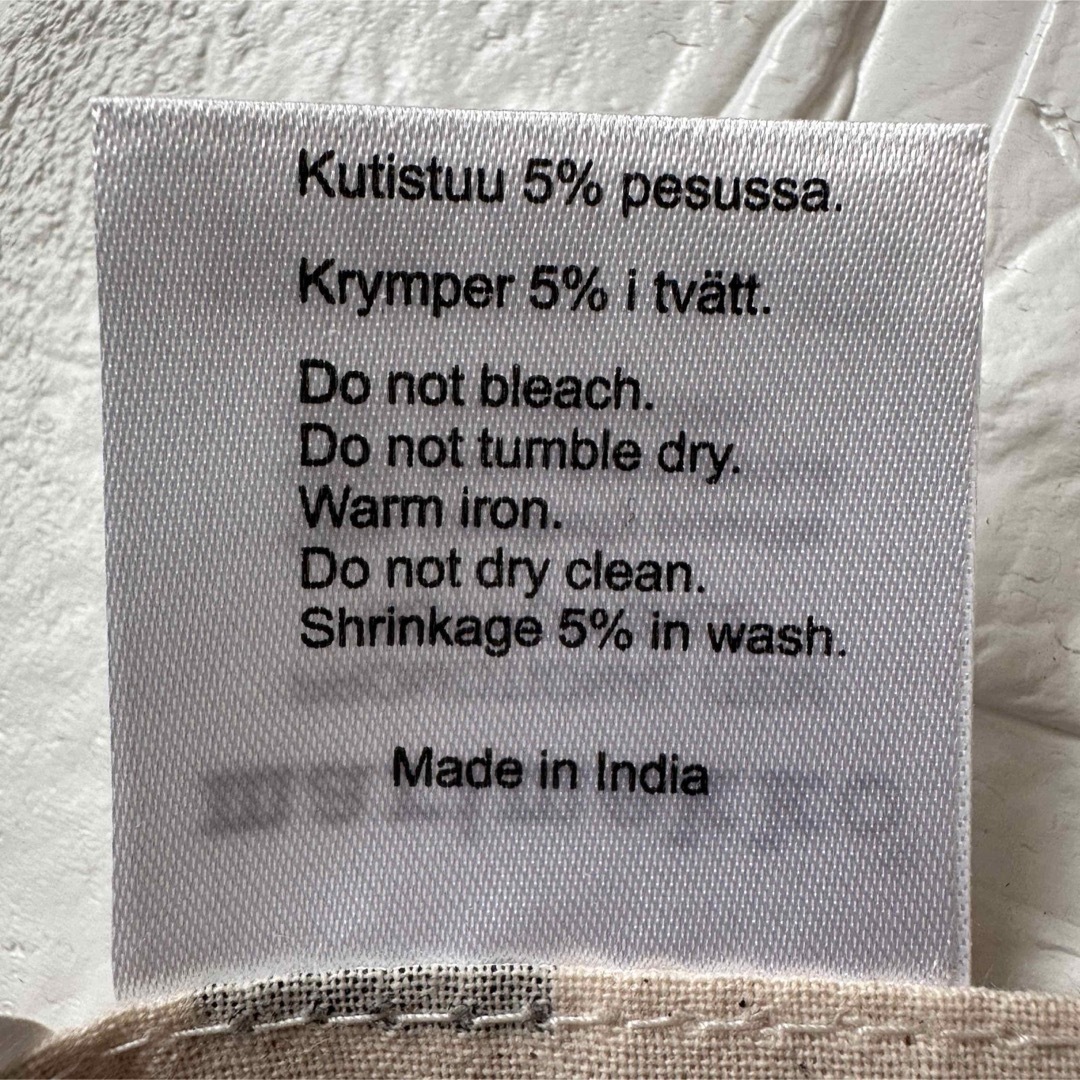 Kutistuu 5% pesussa.
Krymper 5% i tvätt.
Do not bleach.
Do not tumble dry.
Warm iron.
Do not dry clean.
Shrinkage 5% in wash.
Made in India